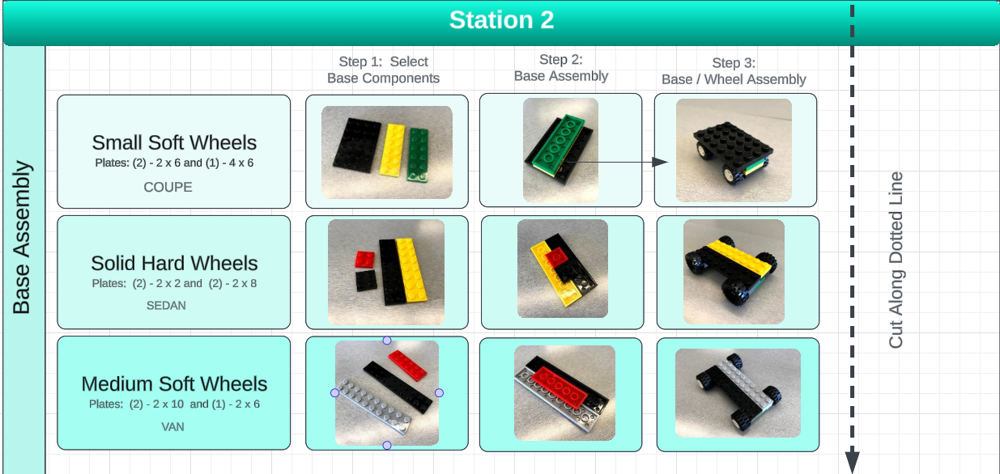 Station 2
Step 1:  Select
Base Components
Step 2:
Base Assembly
Step 3:
Base / Wheel Assembly
Base Assembly
Small Soft Wheels
Plates: (2) - 2 x 6 and (1) - 4 x 6
COUPE
Solid Hard Wheels
Plates:  (2) - 2 x 2 and  (2) - 2 x 8
SEDAN
Medium Soft Wheels
Plates:  (2) - 2 x 10  and (1) - 2 x 6
VAN
Cut Along Dotted Line